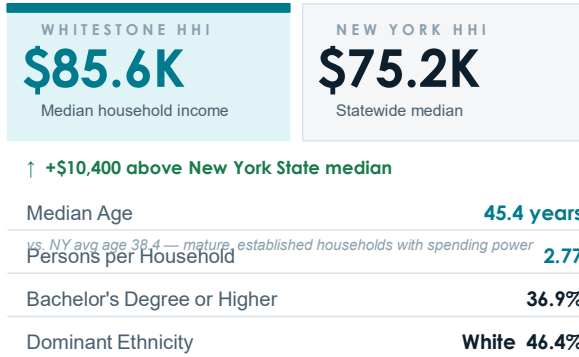 WHITESTONE HHI
$85.6K
Median household income
NEW YORK HHI
$75.2K
Statewide median
↑ +$10,400 above New York State median
Median Age 45.4 years
vs. NY avg age 38.4 — mature, established households with spending power
Persons per Household 2.77
Bachelor's Degree or Higher 36.9%
Dominant Ethnicity White 46.4%